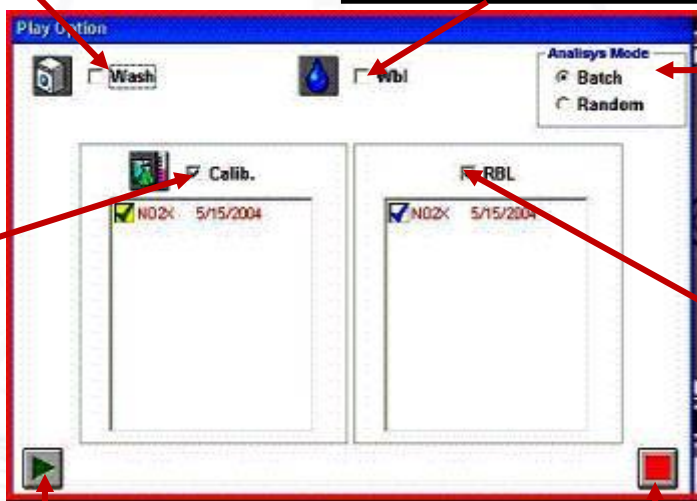 Play Option
Wash
Wbl
Analisys Mode
Batch
Random
Calib.
RBL
NO2X 5/15/2004
NO2X 5/15/2004